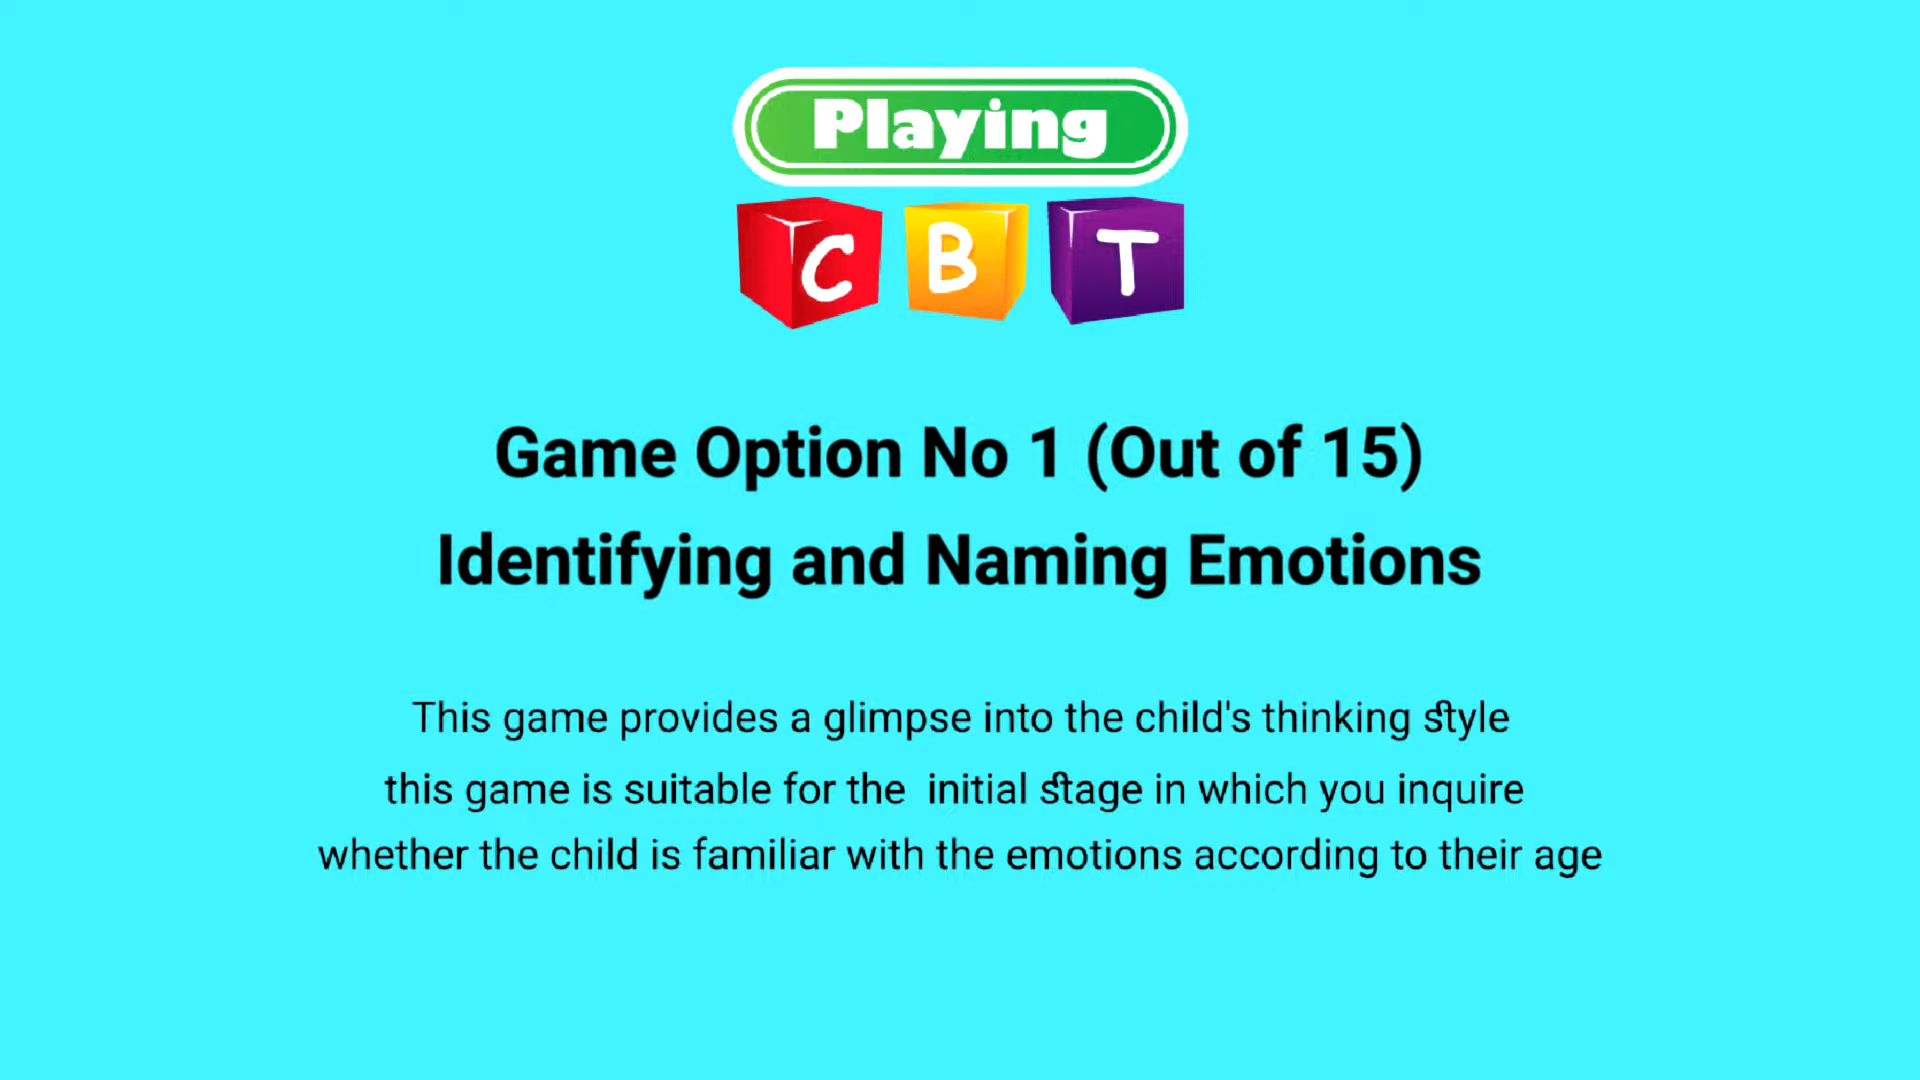 Playing
C B T
Game Option No 1 (Out of 15)
Identifying and Naming Emotions
This game provides a glimpse into the child's thinking style
this game is suitable for the  initial stage in which you inquire
whether the child is familiar with the emotions according to their age